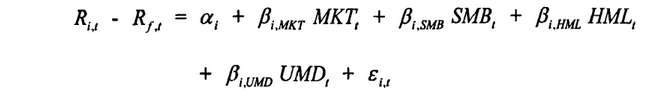 R_{i,t} - R_{f,t} = α_i + β_{i,MKT} MKT_t + β_{i,SMB} SMB_t + β_{i,HML} HML_t
+ β_{i,UMD} UMD_t + ε_{i,t}